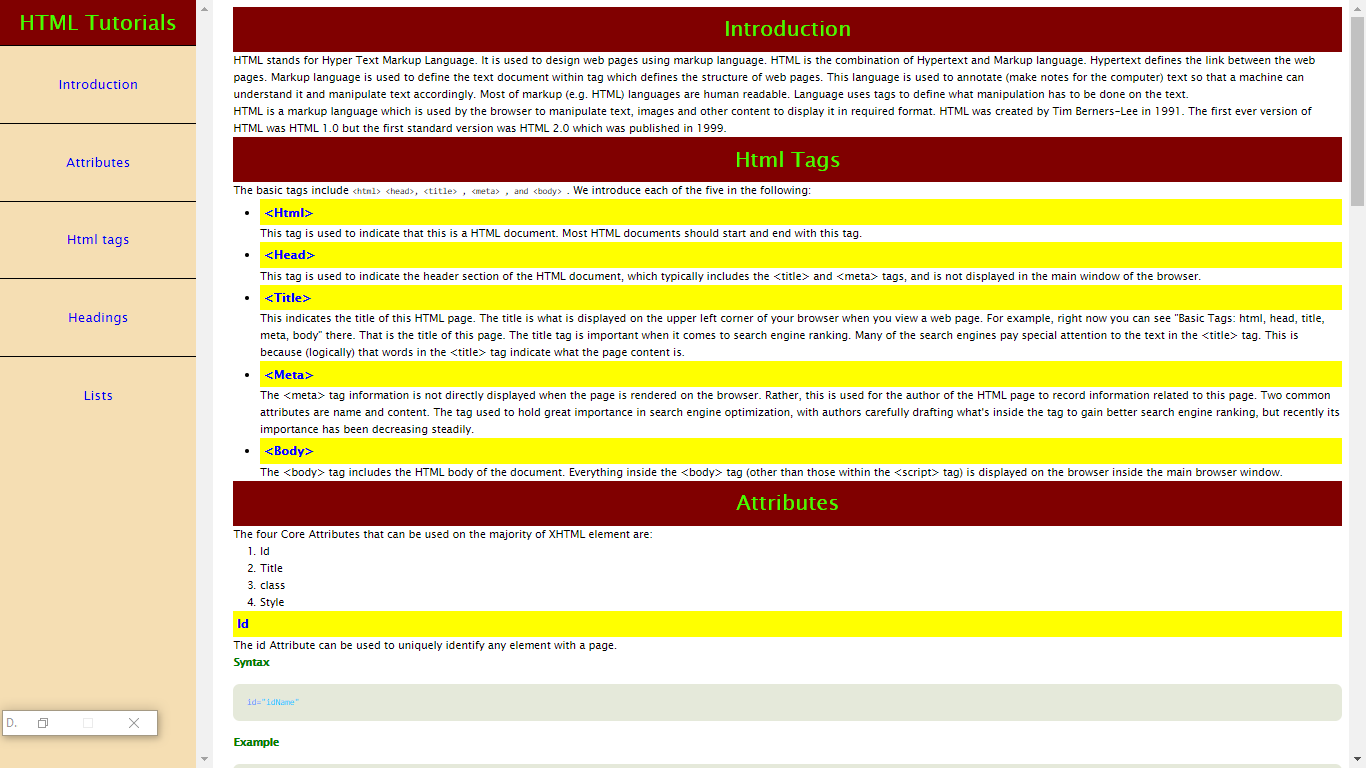 HTML Tutorials
Introduction
Attributes
Html tags
Headings
Lists
D.
Introduction
HTML stands for Hyper Text Markup Language. It is used to design web pages using markup language. HTML is the combination of Hypertext and Markup language. Hypertext defines the link between the web
pages. Markup language is used to define the text document within tag which defines the structure of web pages. This language is used to annotate (make notes for the computer) text so that a machine can
understand it and manipulate text accordingly. Most of markup (e.g. HTML) languages are human readable. Language uses tags to define what manipulation has to be done on the text.
HTML is a markup language which is used by the browser to manipulate text, images and other content to display it in required format. HTML was created by Tim Berners-Lee in 1991. The first ever version of
HTML was HTML 1.0 but the first standard version was HTML 2.0 which was published in 1999.
Html Tags
The basic tags include <html> <head>, <title> , <meta> , and <body> . We introduce each of the five in the following:
• <Html>
This tag is used to indicate that this is a HTML document. Most HTML documents should start and end with this tag.
• <Head>
This tag is used to indicate the header section of the HTML document, which typically includes the <title> and <meta> tags, and is not displayed in the main window of the browser.
• <Title>
This indicates the title of this HTML page. The title is what is displayed on the upper left corner of your browser when you view a web page. For example, right now you can see "Basic Tags: html, head, title,
meta, body" there. That is the title of this page. The title tag is important when it comes to search engine ranking. Many of the search engines pay special attention to the text in the <title> tag. This is
because (logically) that words in the <title> tag indicate what the page content is.
• <Meta>
The <meta> tag information is not directly displayed when the page is rendered on the browser. Rather, this is used for the author of the HTML page to record information related to this page. Two common
attributes are name and content. The tag used to hold great importance in search engine optimization, with authors carefully drafting what's inside the tag to gain better search engine ranking, but recently its
importance has been decreasing steadily.
• <Body>
The <body> tag includes the HTML body of the document. Everything inside the <body> tag (other than those within the <script> tag) is displayed on the browser inside the main browser window.
Attributes
The four Core Attributes that can be used on the majority of XHTML element are:
1. Id
2. Title
3. class
4. Style
Id
The id Attribute can be used to uniquely identify any element with a page.
Syntax
id="idName"
Example